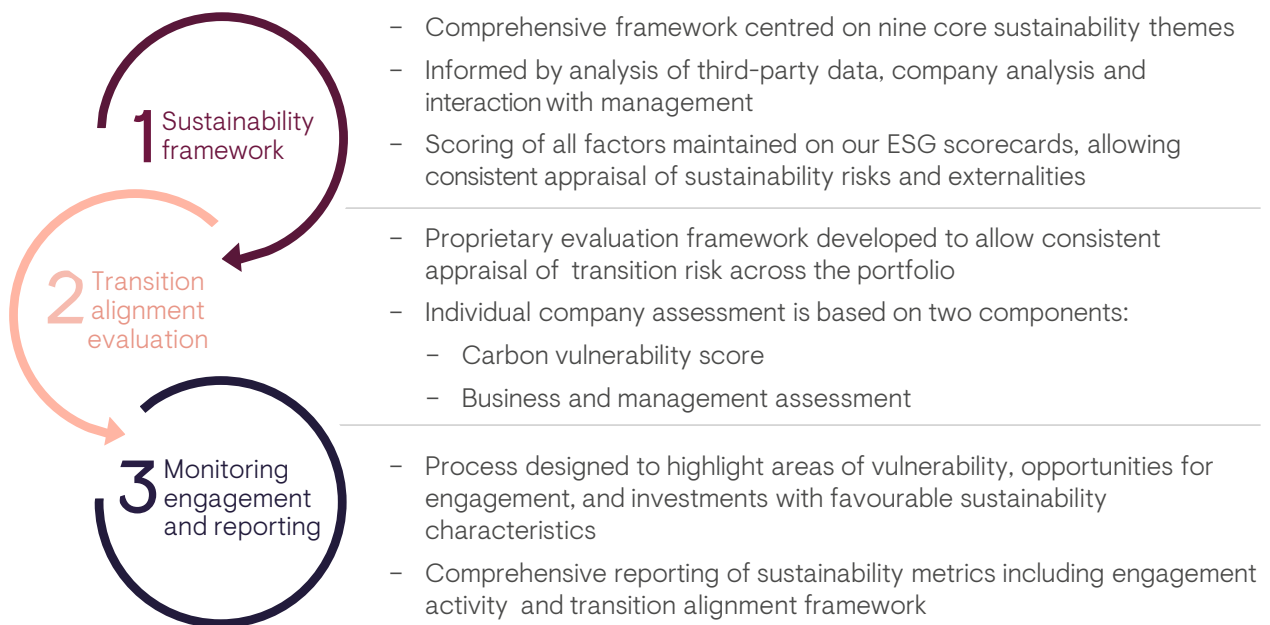 1 Sustainability
framework
– Comprehensive framework centred on nine core sustainability themes
– Informed by analysis of third-party data, company analysis and
interaction with management
– Scoring of all factors maintained on our ESG scorecards, allowing
consistent appraisal of sustainability risks and externalities
2 Transition
alignment
evaluation
– Proprietary evaluation framework developed to allow consistent
appraisal of transition risk across the portfolio
– Individual company assessment is based on two components:
– Carbon vulnerability score
– Business and management assessment
3 Monitoring
engagement
and reporting
– Process designed to highlight areas of vulnerability, opportunities for
engagement, and investments with favourable sustainability
characteristics
– Comprehensive reporting of sustainability metrics including engagement
activity and transition alignment framework